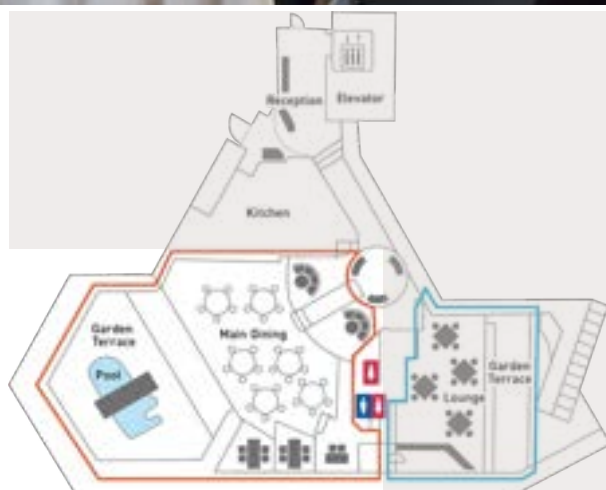 Reception
Elevator
Kitchen
Garden
Terrace
Main Dining
Pool
Garden
Terrace
Lounge